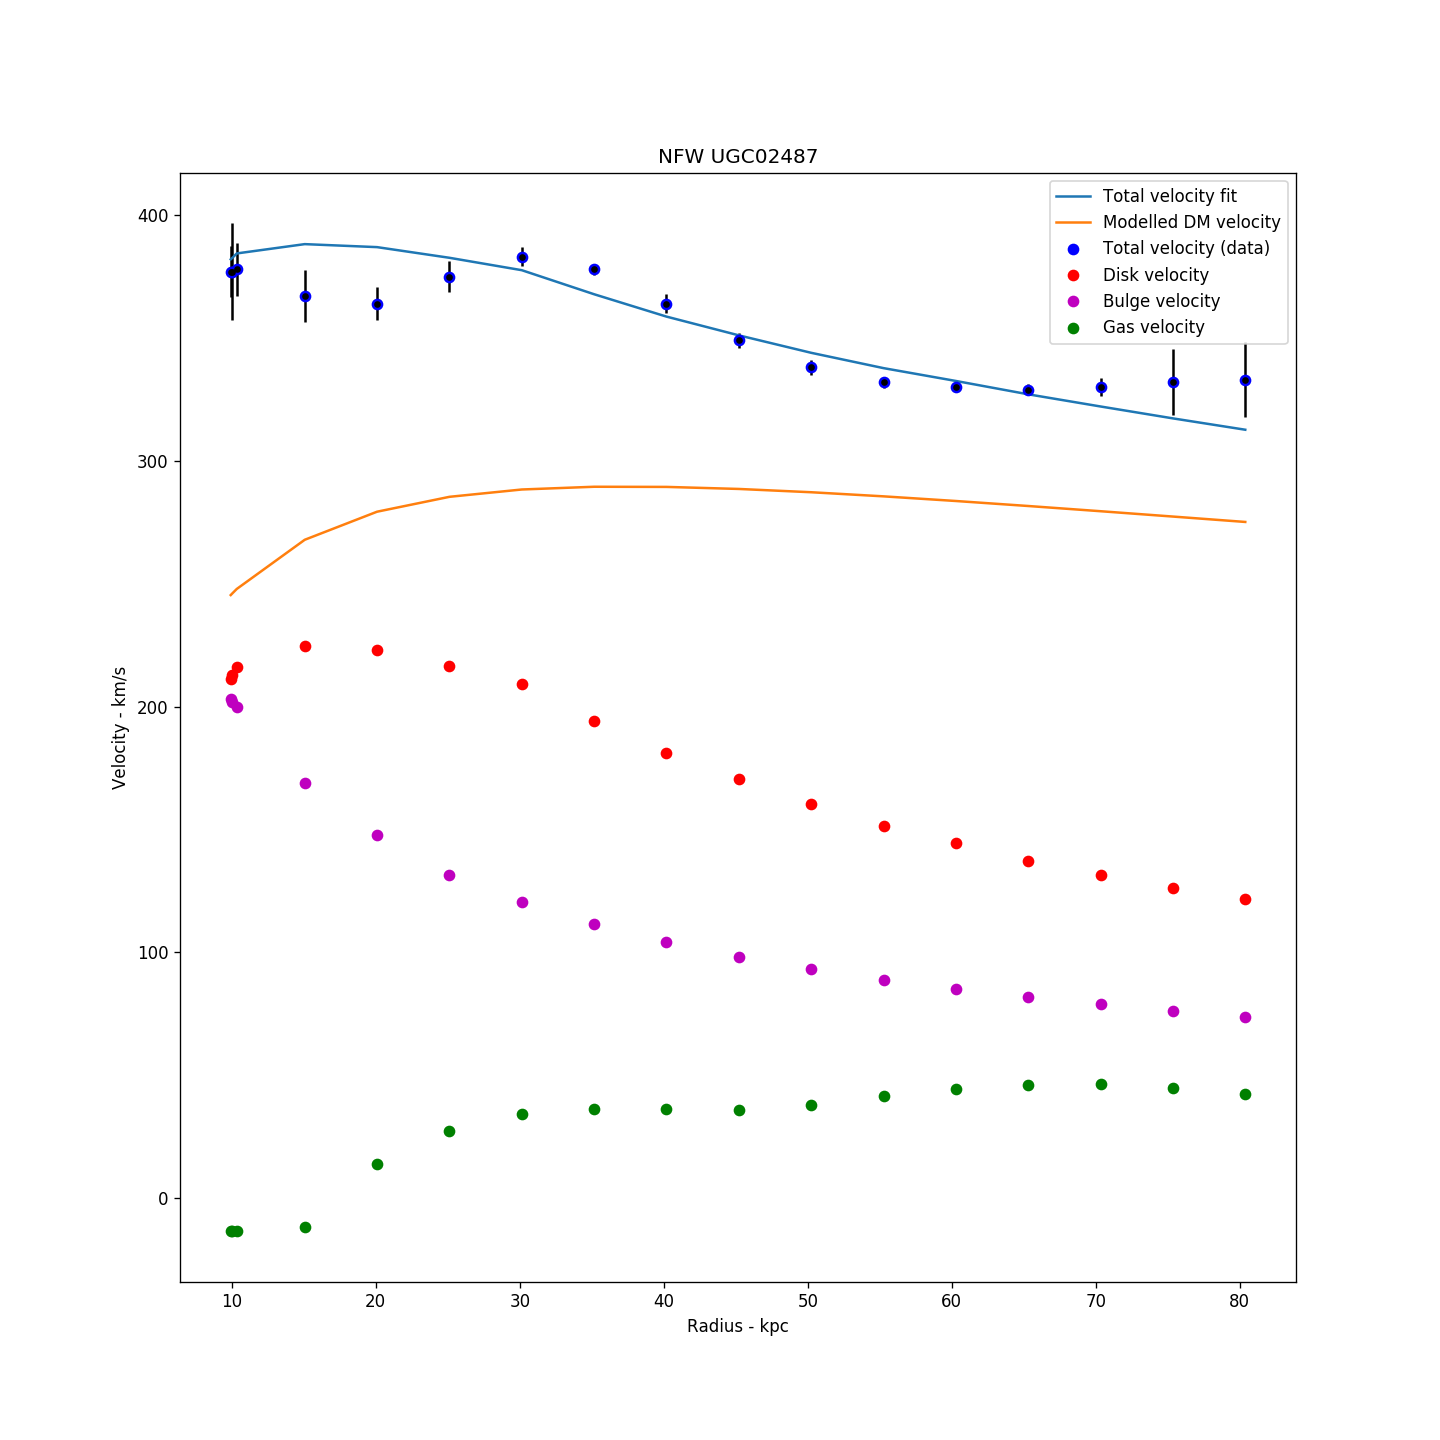 NFW UGC02487
Total velocity fit
Modelled DM velocity
Total velocity (data)
Disk velocity
Bulge velocity
Gas velocity
400
300
200
100
0
Velocity - km/s
10 20 30 40 50 60 70 80
Radius - kpc